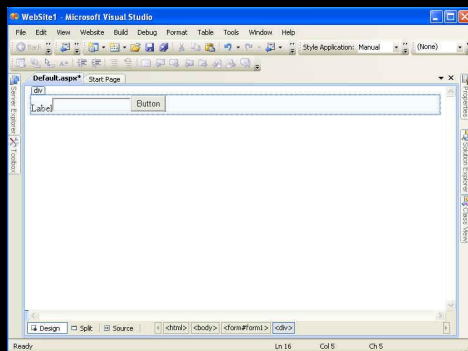 WebSite1 - Microsoft Visual Studio
File Edit View Website Build Debug Format Table Tools Window Help
Back Style Application: Manual (None)
Default.aspx* Start Page
div
Label Button
Server Explorer
Toolbox
Properties
Solution Explorer
Class View
Design Split Source <html> <body> <form#form1> <div>
Ready Ln 16 Col 5 Ch 5